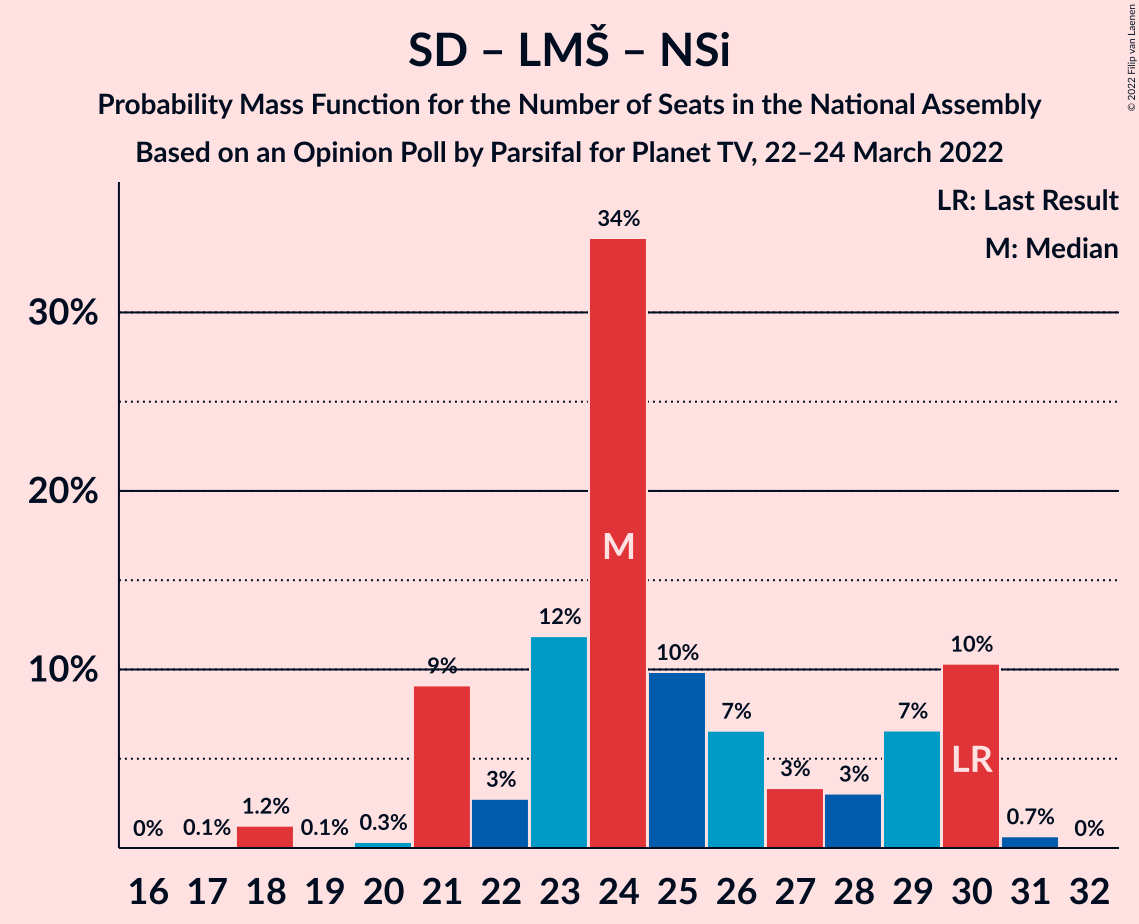 SD – LMŠ – NSi
Probability Mass Function for the Number of Seats in the National Assembly
Based on an Opinion Poll by Parsifal for Planet TV, 22–24 March 2022
© 2022 Filip van Laenen
LR: Last Result
M: Median
30%
20%
10%
0%
0.1%
1.2%
0.1%
0.3%
9%
3%
12%
34%
M
10%
7%
3%
3%
7%
10%
LR
0.7%
0%
16 17 18 19 20 21 22 23 24 25 26 27 28 29 30 31 32